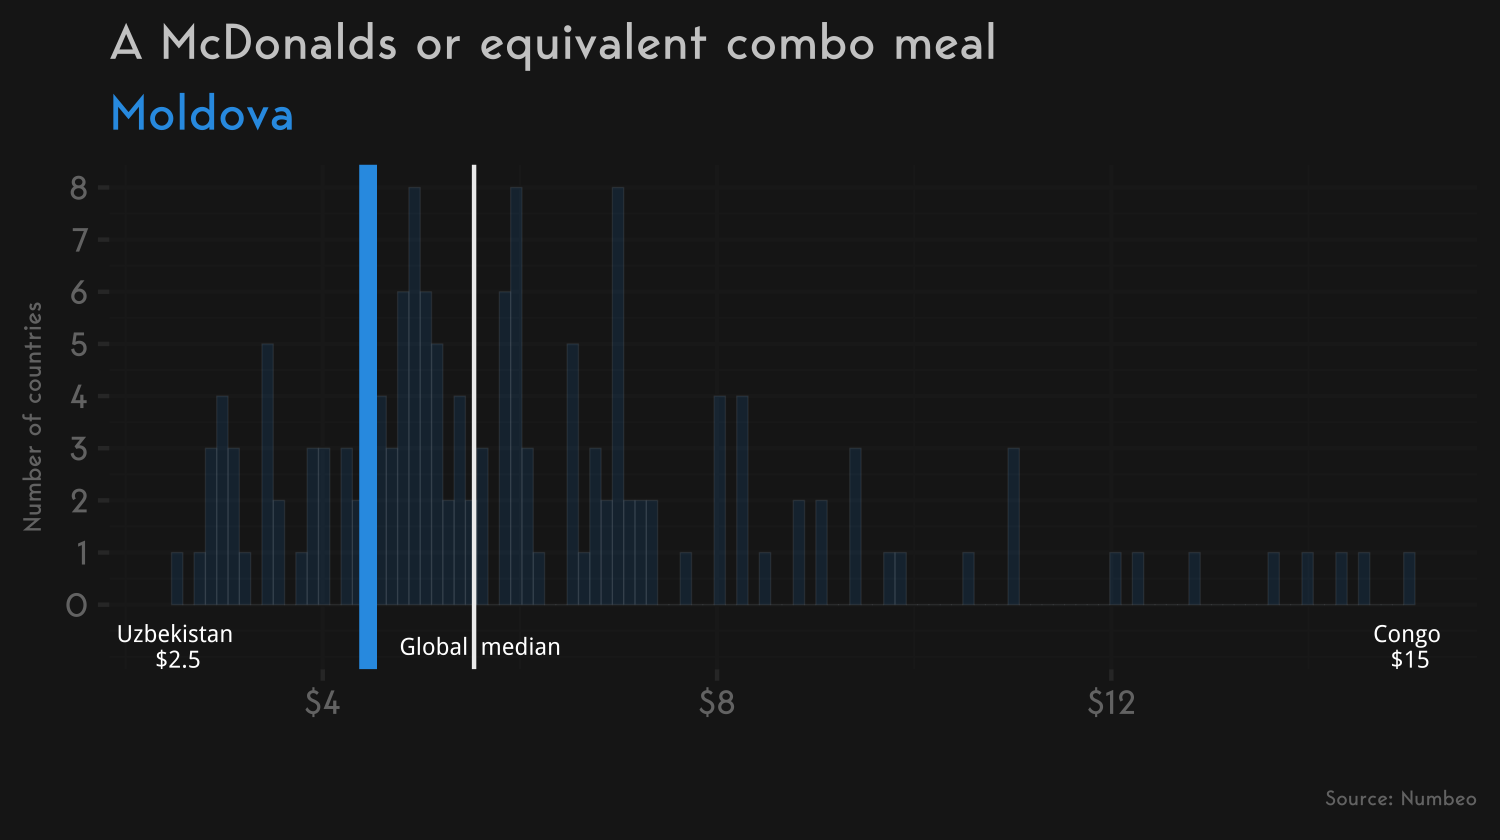 A McDonalds or equivalent combo meal
Moldova
Number of countries
8
7
6
5
4
3
2
1
0
Uzbekistan
$2.5
Global median
Congo
$15
$4
$8
$12
Source: Numbeo